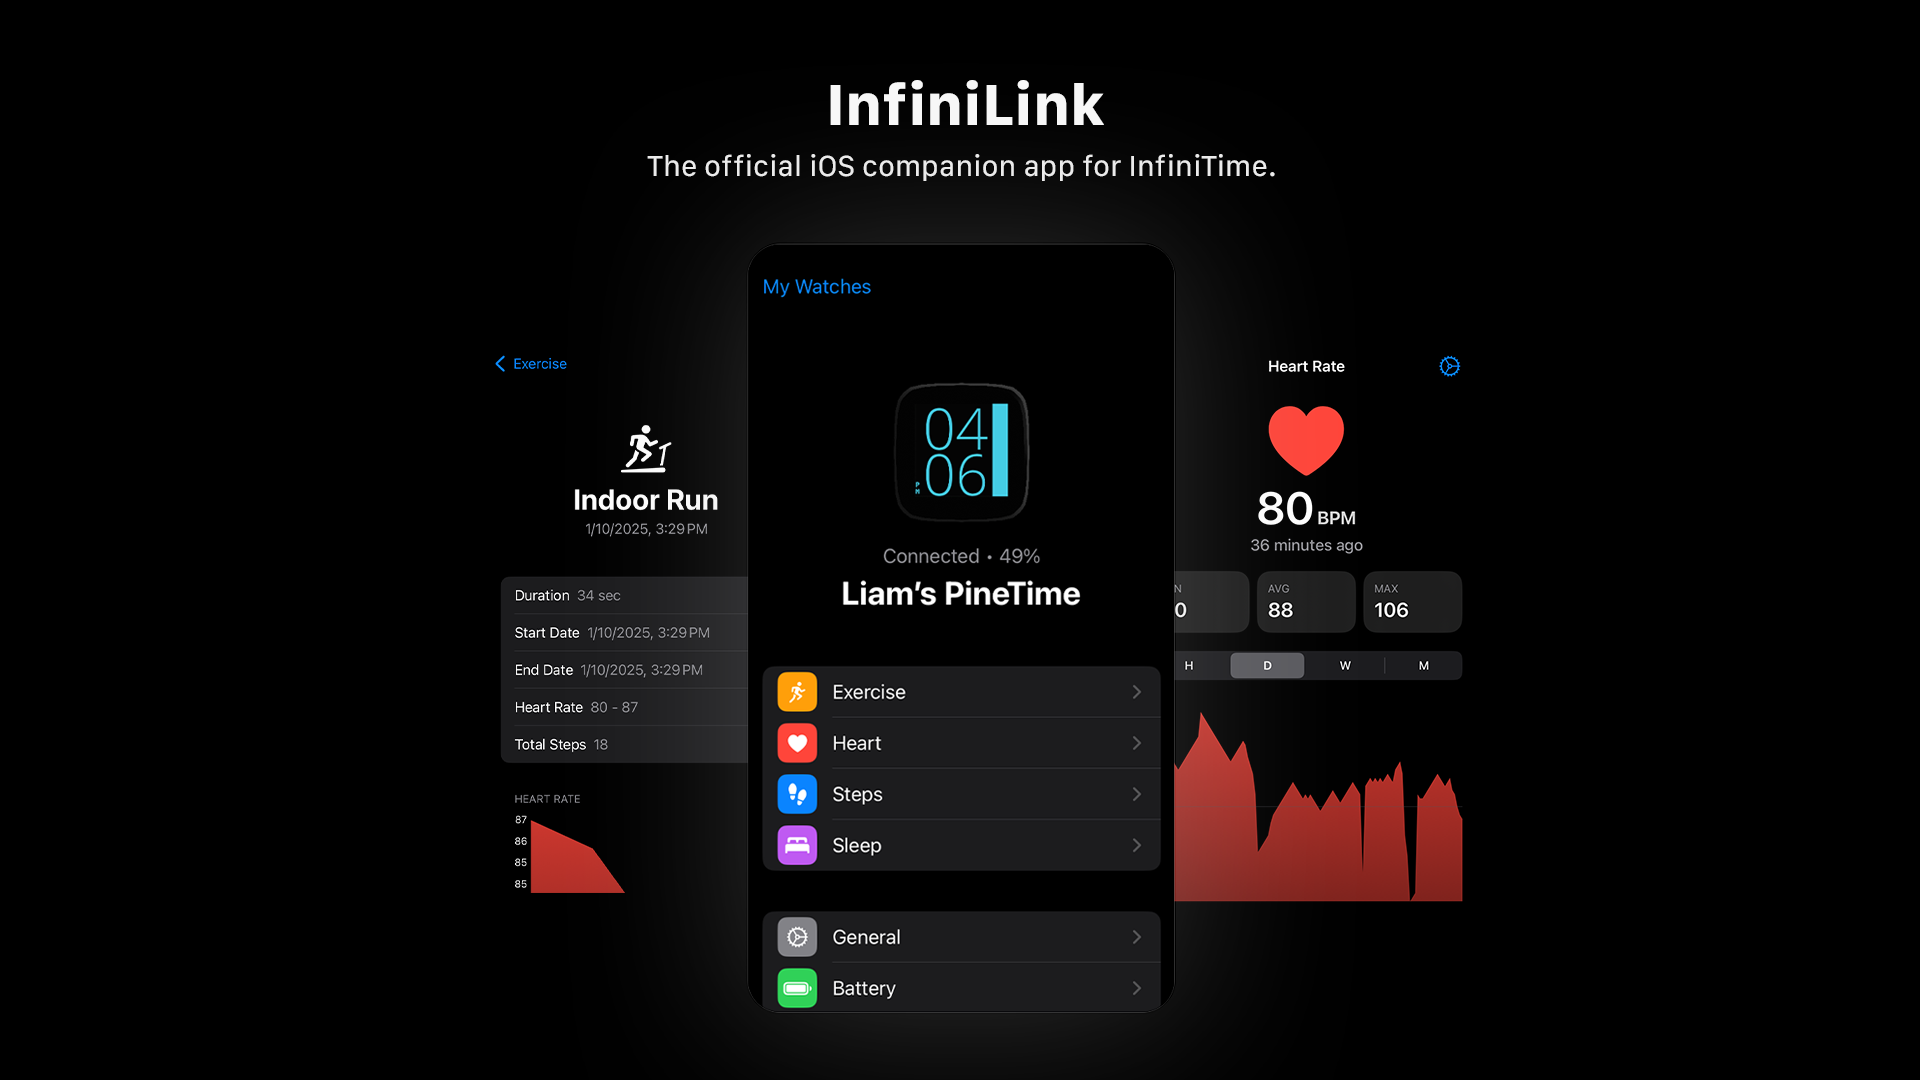 InfiniLink
The official iOS companion app for InfiniTime.
Exercise
Indoor Run
1/10/2025, 3:29 PM
Duration 34 sec
Start Date 1/10/2025, 3:29 PM
End Date 1/10/2025, 3:29 PM
Heart Rate 80 - 87
Total Steps 18
HEART RATE
87
86
85
85
My Watches
04
06
PM
Connected • 49%
Liam's PineTime
Exercise
Heart
Steps
Sleep
General
Battery
Heart Rate
80 BPM
36 minutes ago
AVG
88
MAX
106
H D W M